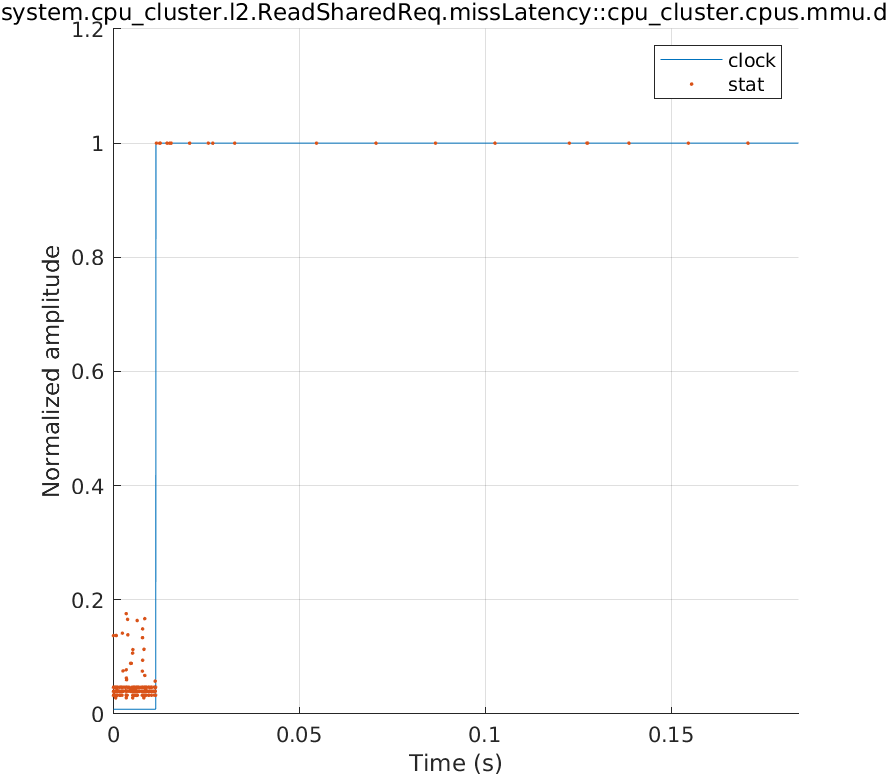 system.cpu_cluster.l2.ReadSharedReq.missLatency::cpu_cluster.cpus.mmu.d
1.2
clock
stat
1
0.8
Normalized amplitude
0.6
0.4
0.2
0
0 0.05 0.1 0.15
Time (s)